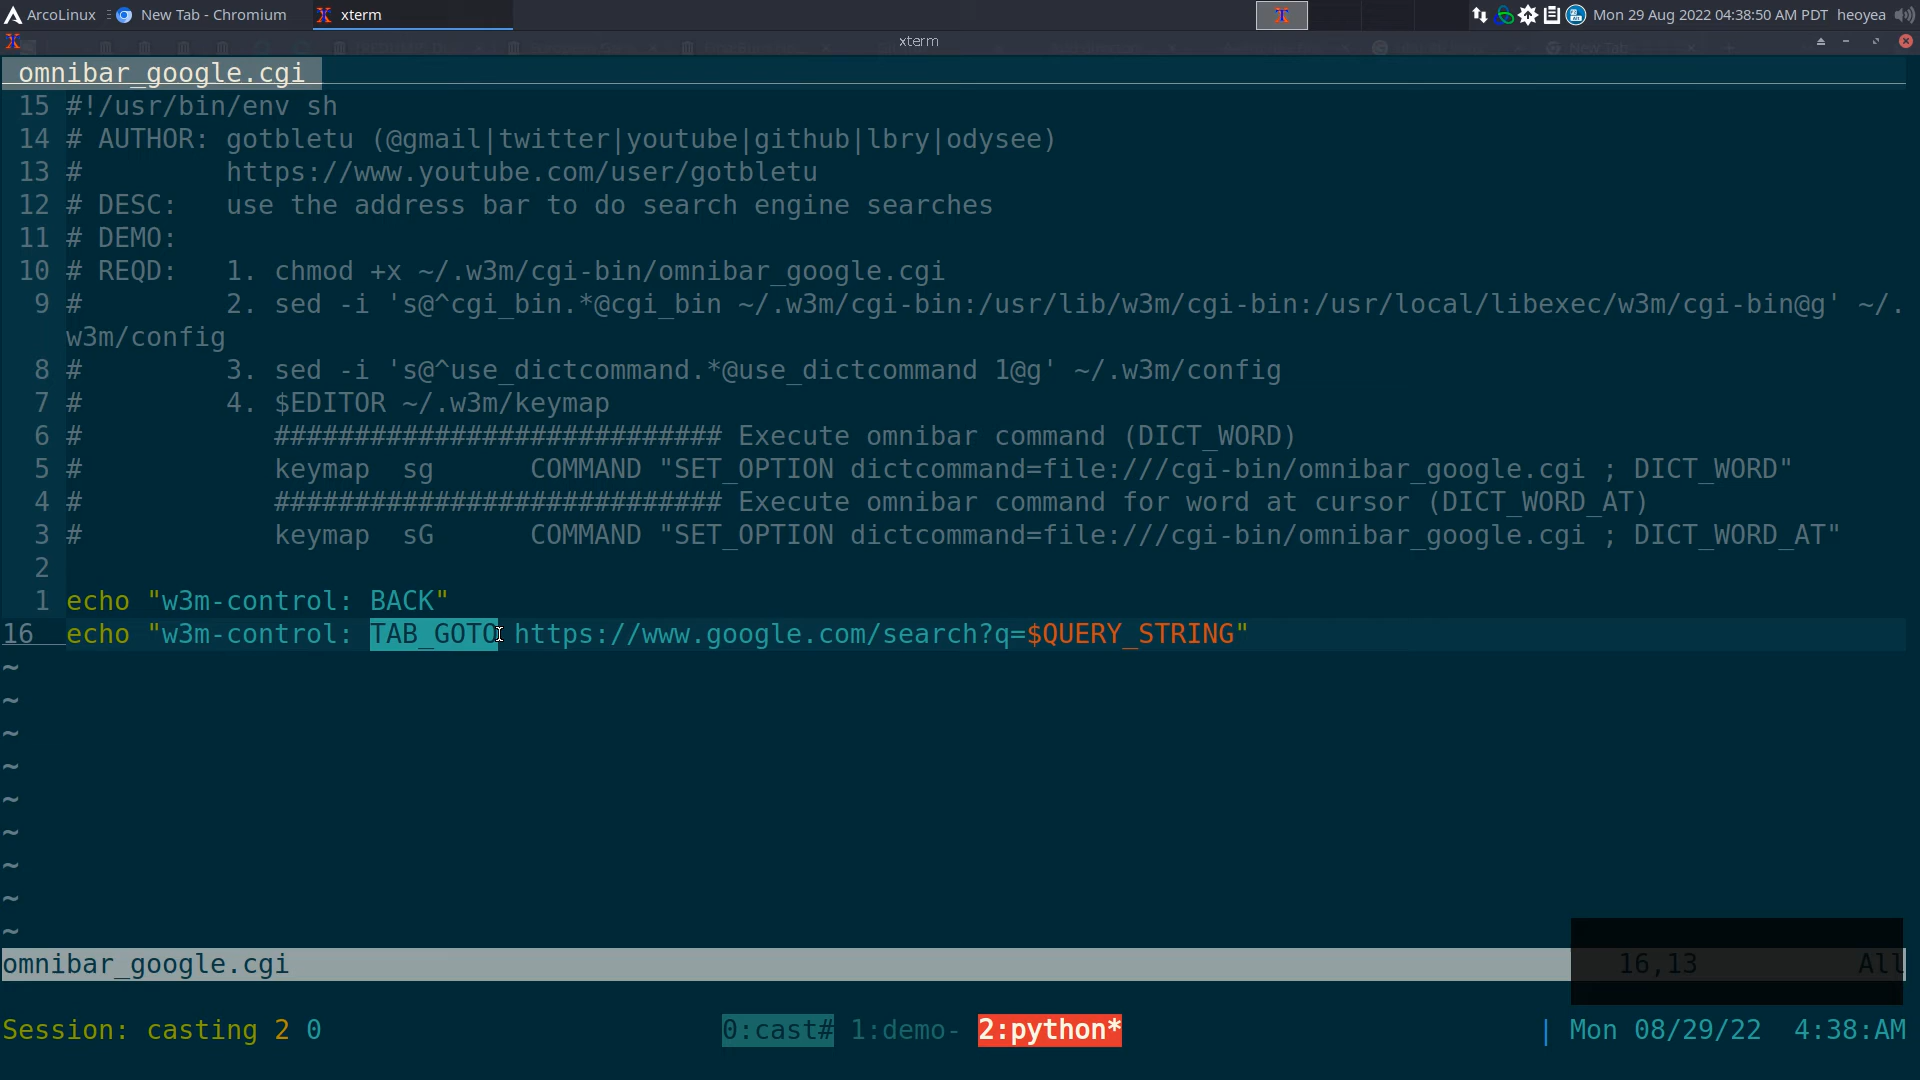 ArcoLinux New Tab - Chromium xterm Mon 29 Aug 2022 04:38:50 AM PDT heoyea
xterm
omnibar_google.cgi
15 #!/usr/bin/env sh
14 # AUTHOR: gotbletu (@gmail|twitter|youtube|github|lbry|odysee)
13 #         https://www.youtube.com/user/gotbletu
12 # DESC:   use the address bar to do search engine searches
11 # DEMO:
10 # REQD:   1. chmod +x ~/.w3m/cgi-bin/omnibar_google.cgi
9 #         2. sed -i 's@^cgi_bin.*@cgi_bin ~/.w3m/cgi-bin:/usr/lib/w3m/cgi-bin:/usr/local/libexec/w3m/cgi-bin@g' ~/.
w3m/config
8 #         3. sed -i 's@^use_dictcommand.*@use_dictcommand 1@g' ~/.w3m/config
7 #         4. $EDITOR ~/.w3m/keymap
6 #            ############################ Execute omnibar command (DICT_WORD)
5 #            keymap  sg      COMMAND "SET_OPTION dictcommand=file:///cgi-bin/omnibar_google.cgi ; DICT_WORD"
4 #            ############################ Execute omnibar command for word at cursor (DICT_WORD_AT)
3 #            keymap  sG      COMMAND "SET_OPTION dictcommand=file:///cgi-bin/omnibar_google.cgi ; DICT_WORD_AT"
2
1 echo "w3m-control: BACK"
16 echo "w3m-control: TAB_GOTO https://www.google.com/search?q=$QUERY_STRING"
~
~
~
~
~
~
~
~
~
omnibar_google.cgi 16,13 All
Session: casting 2 0 0:cast# 1:demo- 2:python* | Mon 08/29/22 4:38:AM